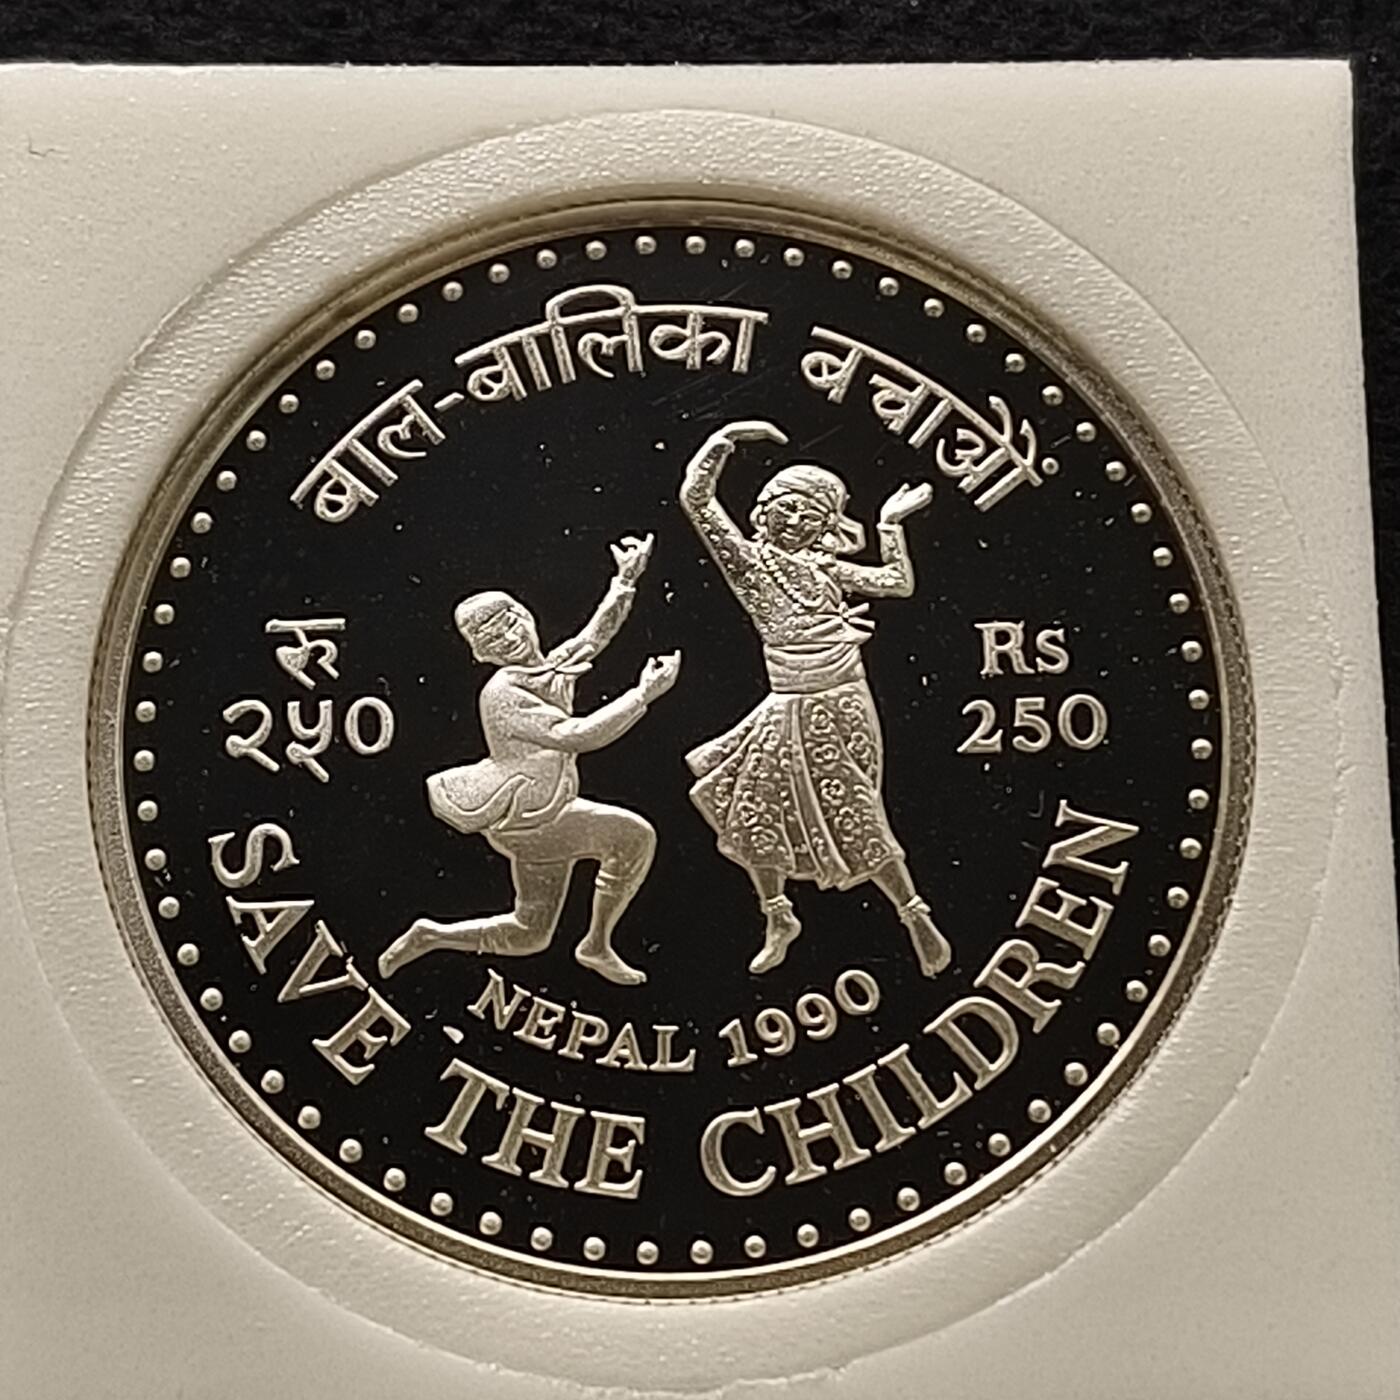 बाल-बालिका बचाऔं
रू
२५०
Rs
250
NEPAL 1990
SAVE THE CHILDREN